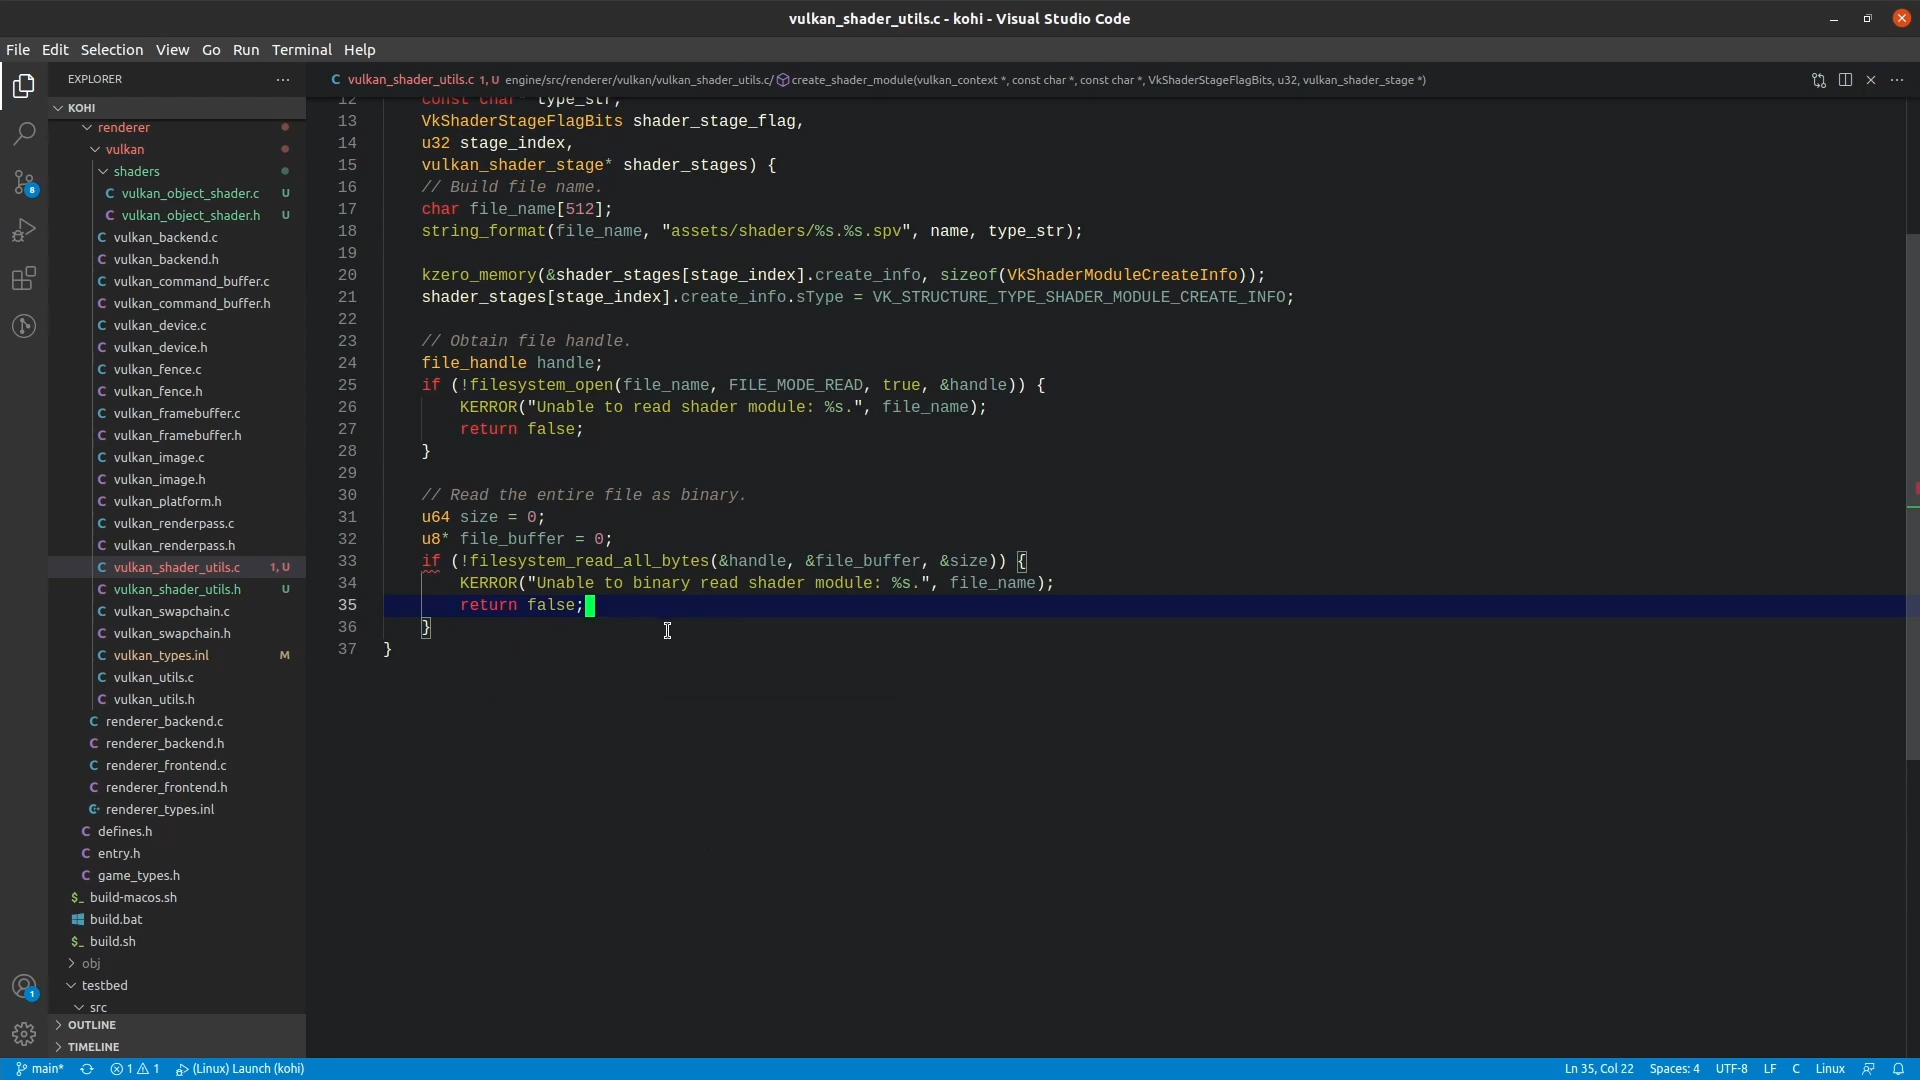 vulkan_shader_utils.c - kohi - Visual Studio Code
File Edit Selection View Go Run Terminal Help
EXPLORER
KOHI
renderer
vulkan
shaders
vulkan_object_shader.c U
vulkan_object_shader.h U
vulkan_backend.c
vulkan_backend.h
vulkan_command_buffer.c
vulkan_command_buffer.h
vulkan_device.c
vulkan_device.h
vulkan_fence.c
vulkan_fence.h
vulkan_framebuffer.c
vulkan_framebuffer.h
vulkan_image.c
vulkan_image.h
vulkan_platform.h
vulkan_renderpass.c
vulkan_renderpass.h
vulkan_shader_utils.c 1, U
vulkan_shader_utils.h U
vulkan_swapchain.c
vulkan_swapchain.h
vulkan_types.inl M
vulkan_utils.c
vulkan_utils.h
renderer_backend.c
renderer_backend.h
renderer_frontend.c
renderer_frontend.h
renderer_types.inl
defines.h
entry.h
game_types.h
build-macos.sh
build.bat
build.sh
obj
testbed
src
OUTLINE
TIMELINE
8
1
vulkan_shader_utils.c 1, U engine/src/renderer/vulkan/vulkan_shader_utils.c/ create_shader_module(vulkan_context *, const char *, const char *, VkShaderStageFlagBits, u32, vulkan_shader_stage *)
12 const char* type_str,
13 VkShaderStageFlagBits shader_stage_flag,
14 u32 stage_index,
15 vulkan_shader_stage* shader_stages) {
16 // Build file name.
17 char file_name[512];
18 string_format(file_name, "assets/shaders/%s.%s.spv", name, type_str);
19
20 kzero_memory(&shader_stages[stage_index].create_info, sizeof(VkShaderModuleCreateInfo));
21 shader_stages[stage_index].create_info.sType = VK_STRUCTURE_TYPE_SHADER_MODULE_CREATE_INFO;
22
23 // Obtain file handle.
24 file_handle handle;
25 if (!filesystem_open(file_name, FILE_MODE_READ, true, &handle)) {
26 KERROR("Unable to read shader module: %s.", file_name);
27 return false;
28 }
29
30 // Read the entire file as binary.
31 u64 size = 0;
32 u8* file_buffer = 0;
33 if (!filesystem_read_all_bytes(&handle, &file_buffer, &size)) {
34 KERROR("Unable to binary read shader module: %s.", file_name);
35 return false;
36 }
37 }
main* 1 1 (Linux) Launch (kohi) Ln 35, Col 22 Spaces: 4 UTF-8 LF C Linux